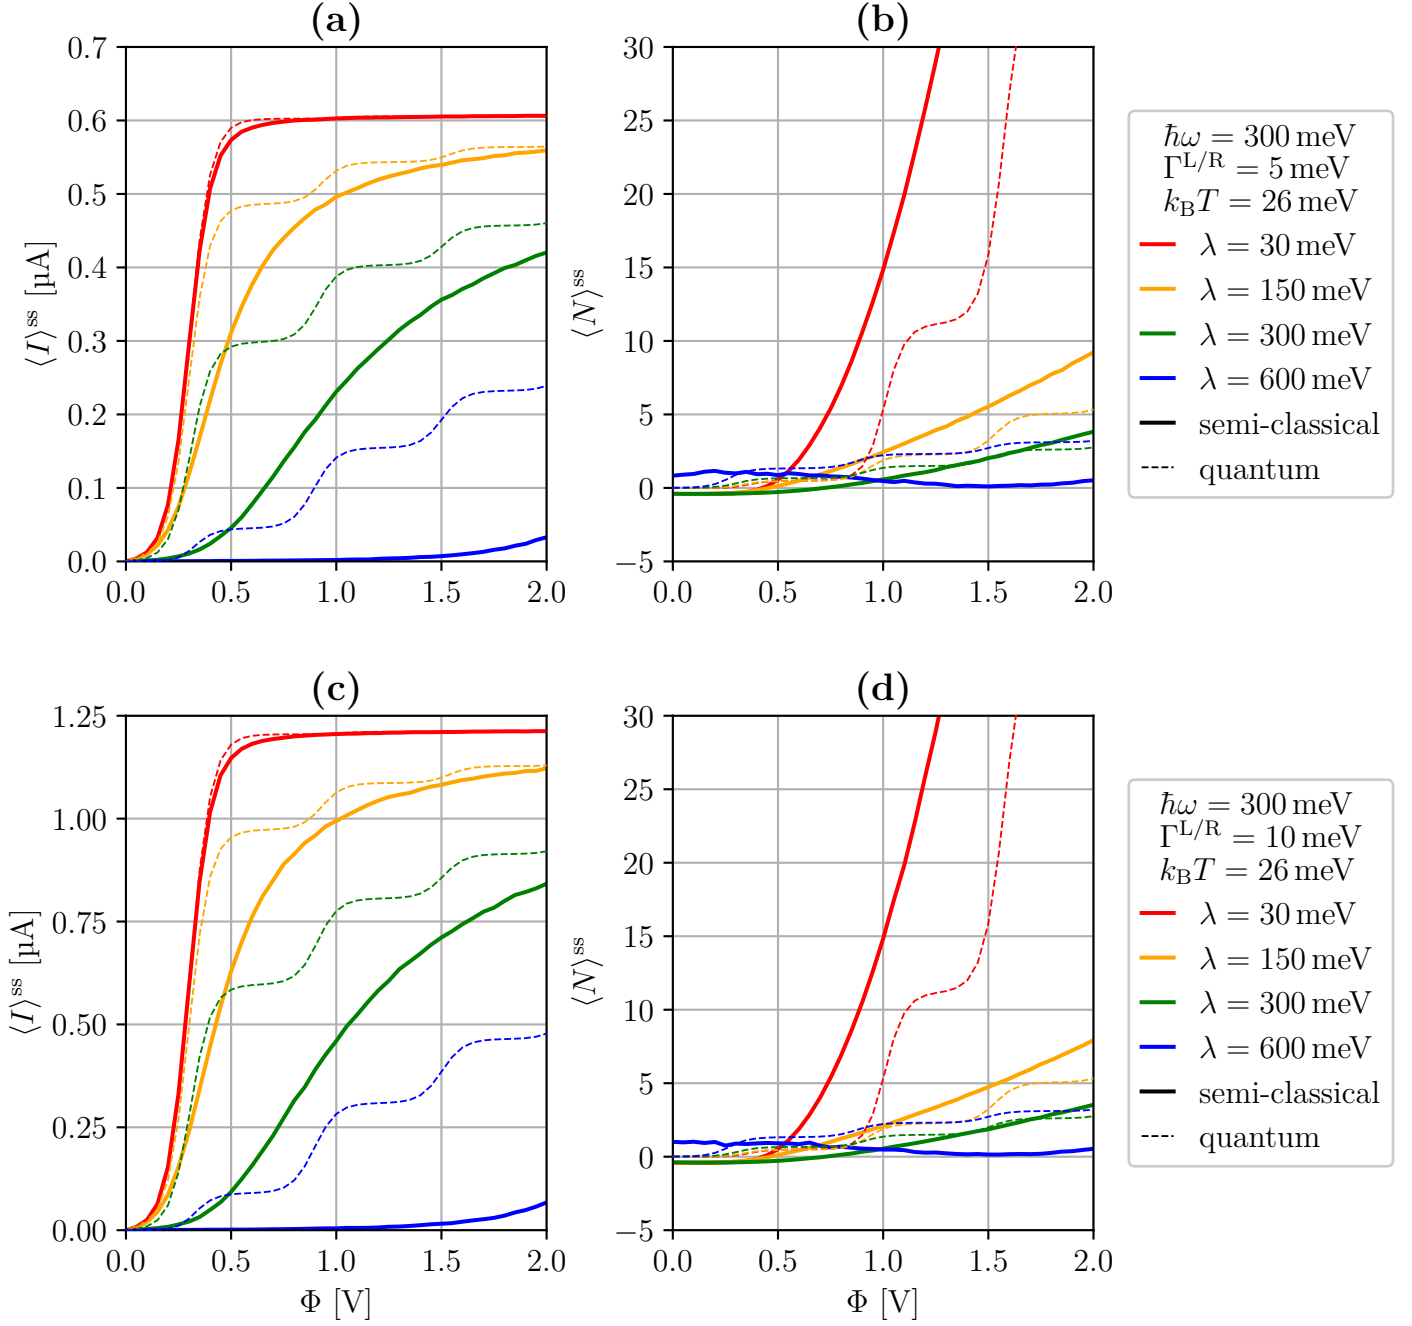 (a)
0.7
0.6
0.5
0.4
0.3
0.2
0.1
0.0
⟨I⟩ˢˢ [µA]
0.0 0.5 1.0 1.5 2.0
(b)
30
25
20
15
10
5
0
−5
⟨N⟩ˢˢ
0.0 0.5 1.0 1.5 2.0
ℏω = 300 meV
Γ^L/R = 5 meV
k_BT = 26 meV
λ = 30 meV
λ = 150 meV
λ = 300 meV
λ = 600 meV
semi-classical
quantum
(c)
1.25
1.00
0.75
0.50
0.25
0.00
⟨I⟩ˢˢ [µA]
0.0 0.5 1.0 1.5 2.0
Φ [V]
(d)
30
25
20
15
10
5
0
−5
⟨N⟩ˢˢ
0.0 0.5 1.0 1.5 2.0
Φ [V]
ℏω = 300 meV
Γ^L/R = 10 meV
k_BT = 26 meV
λ = 30 meV
λ = 150 meV
λ = 300 meV
λ = 600 meV
semi-classical
quantum